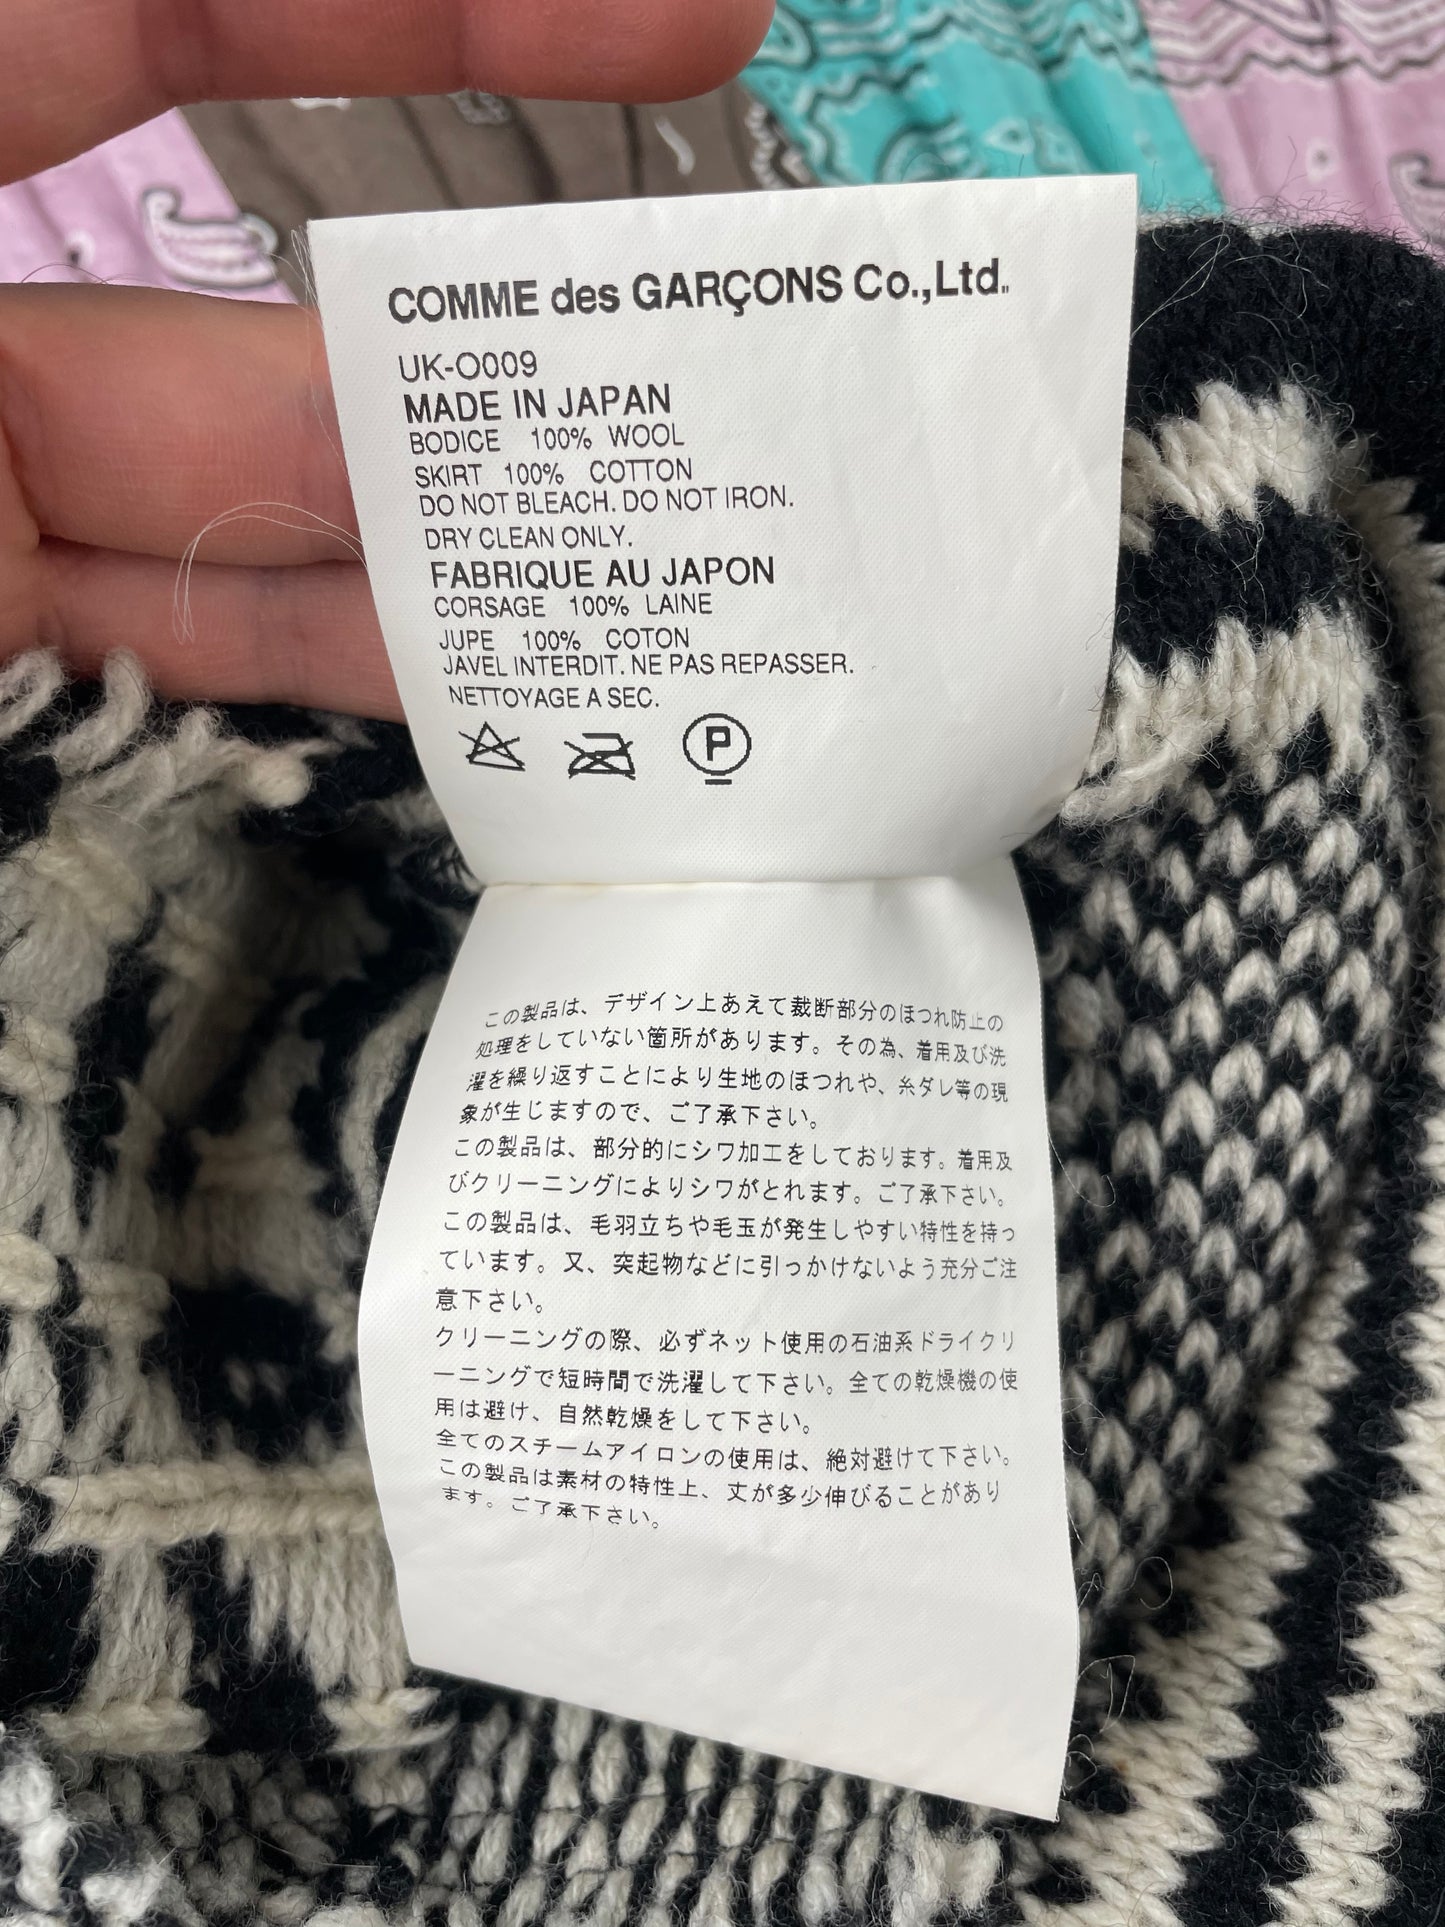 COMME des GARÇONS Co.,Ltd.
UK-O009
MADE IN JAPAN
BODICE 100% WOOL
SKIRT 100% COTTON
DO NOT BLEACH. DO NOT IRON.
DRY CLEAN ONLY.
FABRIQUE AU JAPON
CORSAGE 100% LAINE
JUPE 100% COTON
JAVEL INTERDIT. NE PAS REPASSER.
NETTOYAGE A SEC.
P
この製品は、デザイン上あえて裁断部分のほつれ防止の
処理をしていない箇所があります。その為、着用及び洗
濯を繰り返すことにより生地のほつれや、糸ダレ等の現
象が生じますので、ご了承下さい。
この製品は、部分的にシワ加工をしております。着用及
びクリーニングによりシワがとれます。ご了承下さい。
この製品は、毛羽立ちや毛玉が発生しやすい特性を持っ
ています。又、突起物などに引っかけないよう充分ご注
意下さい。
クリーニングの際、必ずネット使用の石油系ドライクリ
ーニングで短時間で洗濯して下さい。全ての乾燥機の使
用は避け、自然乾燥をして下さい。
全てのスチームアイロンの使用は、絶対避けて下さい。
この製品は素材の特性上、丈が多少伸びることがあり
ます。ご了承下さい。